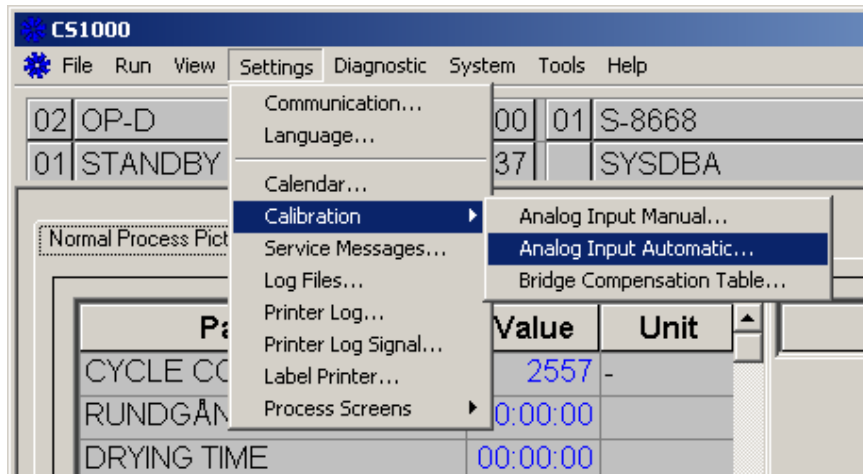 CS1000
File Run View Settings Diagnostic System Tools Help
02 OP-D 00 01 S-8668
01 STANDBY 37 SYSDBA
Communication...
Language...
Calendar...
Calibration
Service Messages...
Log Files...
Printer Log...
Printer Log Signal...
Label Printer...
Process Screens
Analog Input Manual...
Analog Input Automatic...
Bridge Compensation Table...
Normal Process Pict
Pa Value Unit
CYCLE CO 2557 -
RUNDGÅN 0:00:00
DRYING TIME 00:00:00